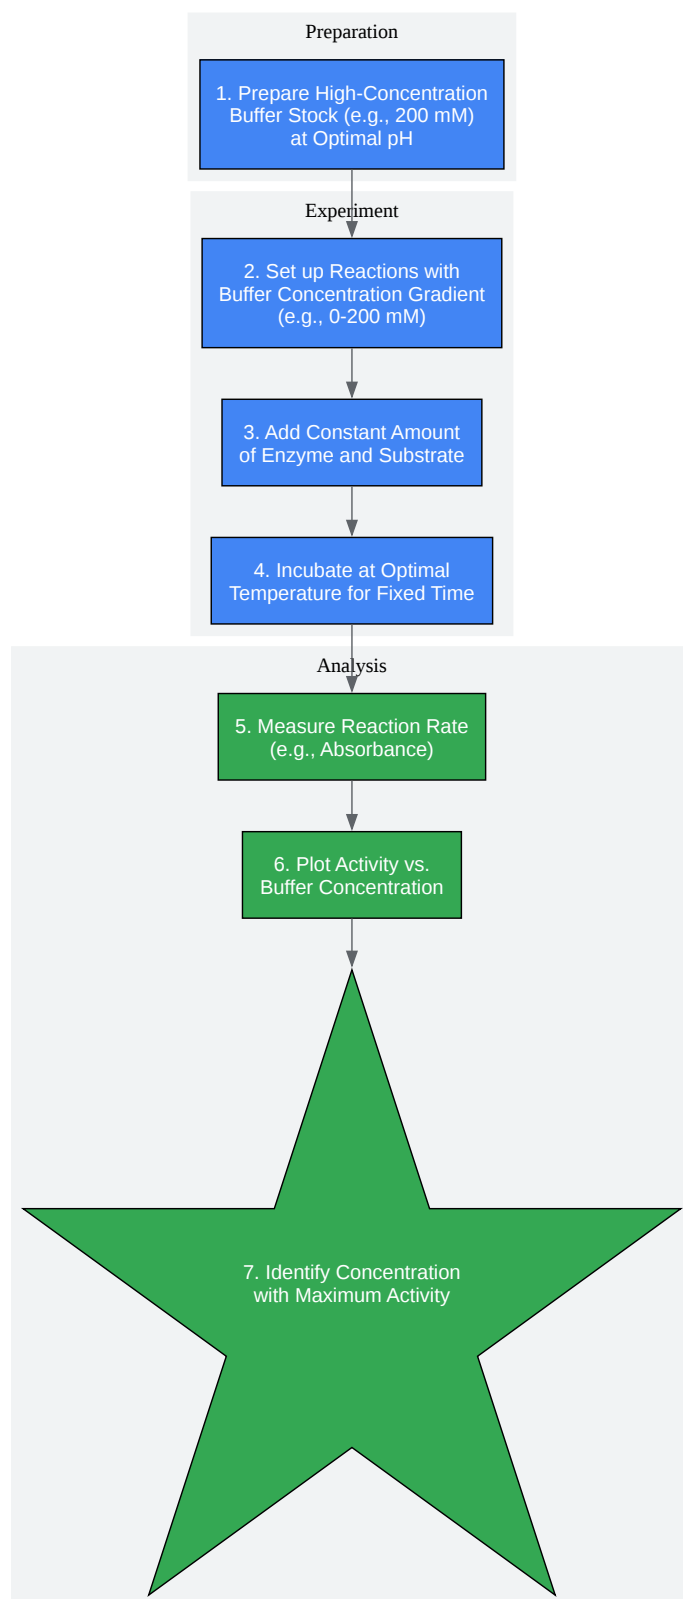 Preparation
1. Prepare High-Concentration
Buffer Stock (e.g., 200 mM)
at Optimal pH
Experiment
2. Set up Reactions with
Buffer Concentration Gradient
(e.g., 0-200 mM)
3. Add Constant Amount
of Enzyme and Substrate
4. Incubate at Optimal
Temperature for Fixed Time
Analysis
5. Measure Reaction Rate
(e.g., Absorbance)
6. Plot Activity vs.
Buffer Concentration
7. Identify Concentration
with Maximum Activity